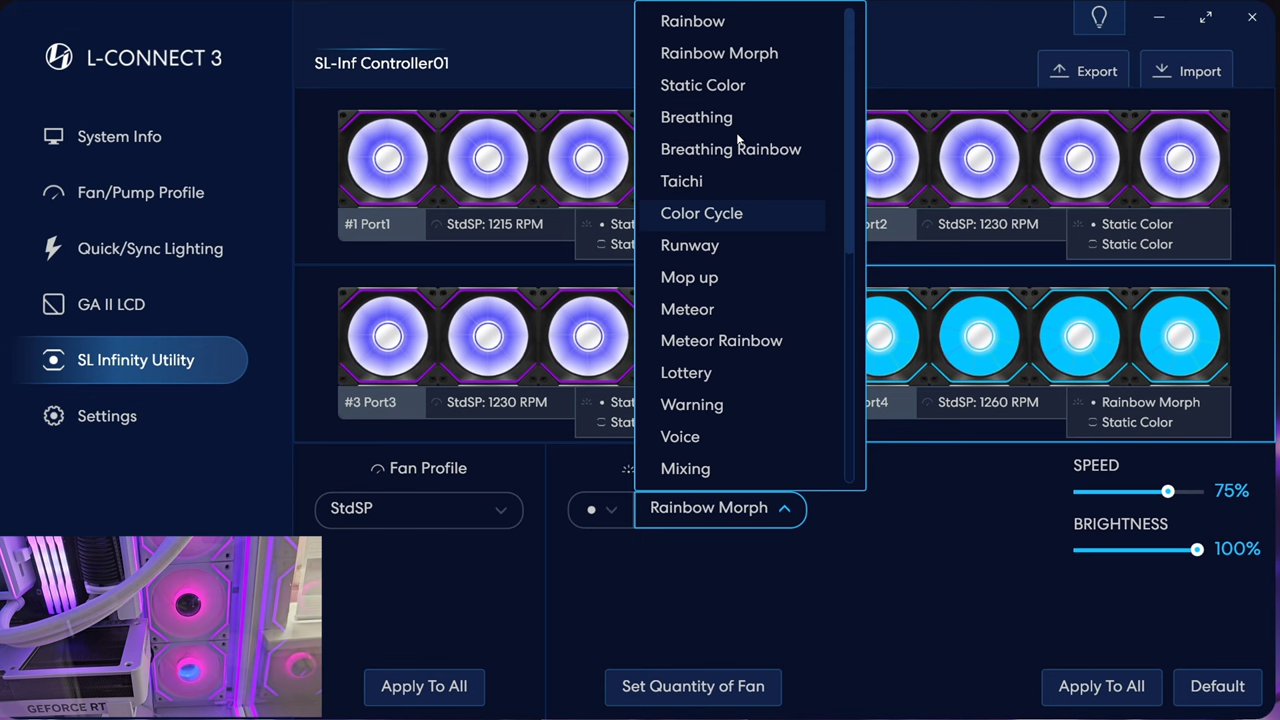 L-CONNECT 3
System Info
Fan/Pump Profile
Quick/Sync Lighting
GA II LCD
SL Infinity Utility
Settings
SL-Inf Controller01
Export
Import
#1 Port1
StdSP: 1215 RPM
Stat
Stat
StdSP: 1230 RPM
Static Color
Static Color
#3 Port3
StdSP: 1230 RPM
Stat
Stat
StdSP: 1260 RPM
Rainbow Morph
Static Color
Rainbow
Rainbow Morph
Static Color
Breathing
Breathing Rainbow
Taichi
Color Cycle
Runway
Mop up
Meteor
Meteor Rainbow
Lottery
Warning
Voice
Mixing
Fan Profile
StdSP
Rainbow Morph
SPEED
75%
BRIGHTNESS
100%
Apply To All
Set Quantity of Fan
Apply To All
Default
GEFORCE RT